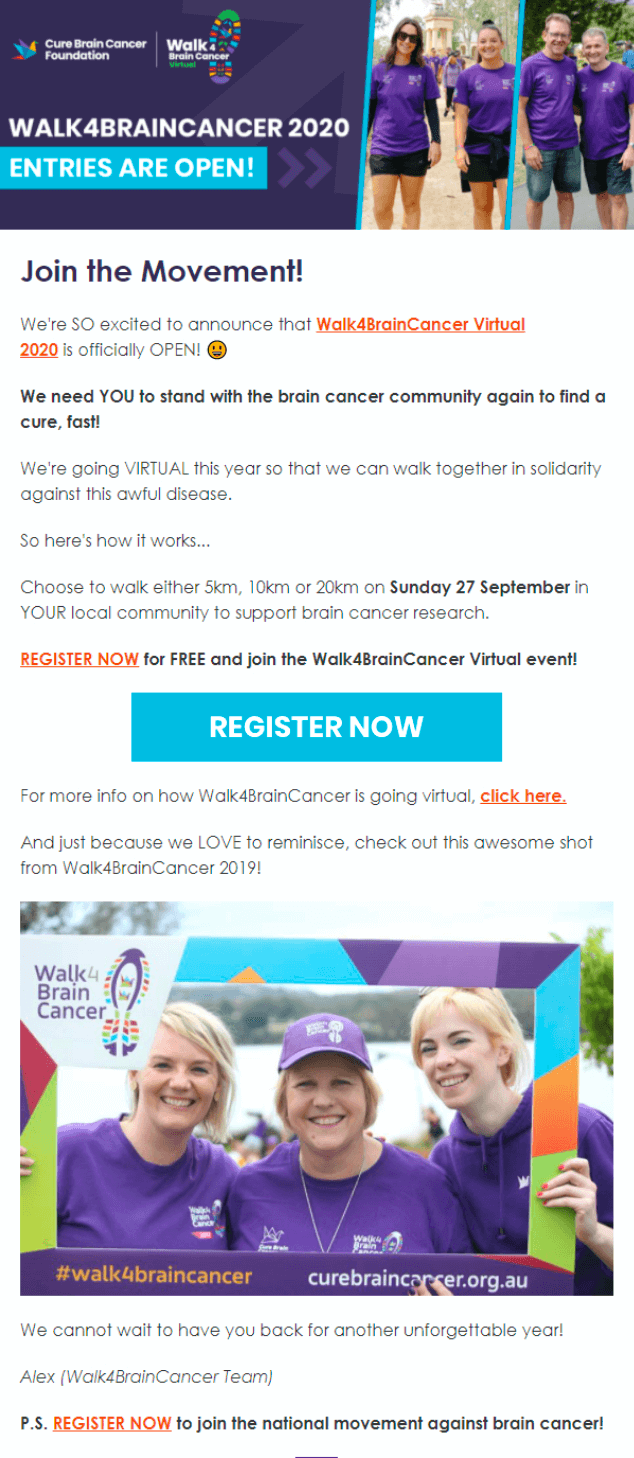 Cure Brain Cancer
Foundation
Walk4
Brain Cancer
Virtual
WALK4BRAINCANCER 2020
ENTRIES ARE OPEN!
Join the Movement!
We're SO excited to announce that Walk4BrainCancer Virtual
2020 is officially OPEN! 😀
We need YOU to stand with the brain cancer community again to find a
cure, fast!
We're going VIRTUAL this year so that we can walk together in solidarity
against this awful disease.
So here's how it works...
Choose to walk either 5km, 10km or 20km on Sunday 27 September in
YOUR local community to support brain cancer research.
REGISTER NOW for FREE and join the Walk4BrainCancer Virtual event!
REGISTER NOW
For more info on how Walk4BrainCancer is going virtual, click here.
And just because we LOVE to reminisce, check out this awesome shot
from Walk4BrainCancer 2019!
Walk4
Brain
Cancer
Walk4
Brain
Cancer
Cure Brain
Walk4
Brain
Cancer
#walk4braincancer
curebraincancer.org.au
We cannot wait to have you back for another unforgettable year!
Alex (Walk4BrainCancer Team)
P.S. REGISTER NOW to join the national movement against brain cancer!